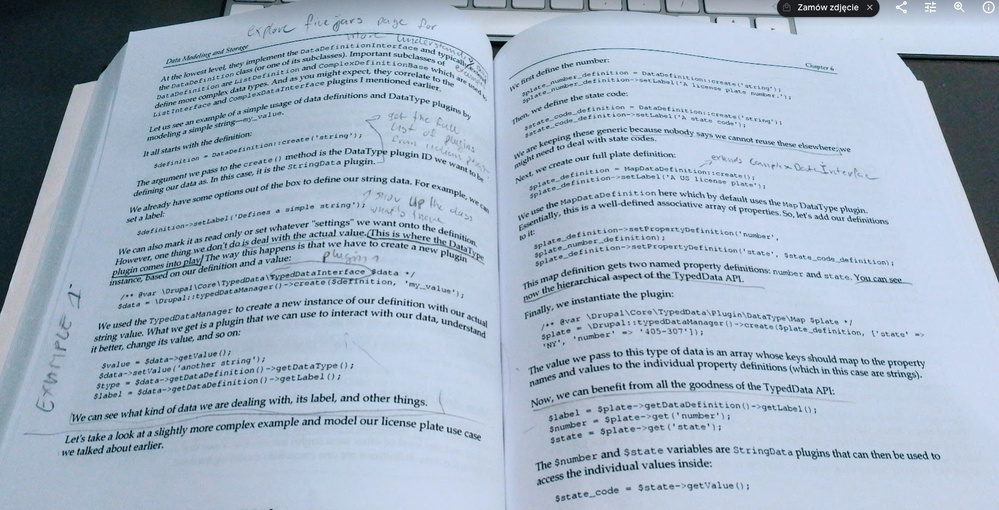 Zamów zdjęcie
explore five jars page for
more understand
Data Modeling and Storage
At the lowest level, they implement the DataDefinitionInterface and typically extend
the DataDefinition class (or one of its subclasses). Important subclasses of
DataDefinition are ListDefinition and ComplexDefinitionBase which are used to
define more complex data types. And as you might expect, they correlate to the
ListInterface and ComplexDataInterface plugins I mentioned earlier.
Let us see an example of a simple usage of data definitions and DataType plugins by
modeling a simple string—my_value.
get the full
list of plugins
from
It all starts with the definition:
$definition = DataDefinition::create('string');
The argument we pass to the create() method is the DataType plugin ID we want to be
defining our data as. In this case, it is the StringData plugin.
We already have some options out of the box to define our string data. For example, we can
set a label:
show up the class
what's there
$definition->setLabel('Defines a simple string');
We can also mark it as read only or set whatever "settings" we want onto the definition.
However, one thing we don't do is deal with the actual value. This is where the DataType
plugin comes into play. The way this happens is that we have to create a new plugin
instance, based on our definition and a value:
plugin
/** @var \Drupal\Core\TypedData\TypedDataInterface $data */
$data = \Drupal::typedDataManager()->create($definition, 'my_value');
EXAMPLE 1
We used the TypedDataManager to create a new instance of our definition with our actual
string value. What we get is a plugin that we can use to interact with our data, understand
it better, change its value, and so on:
$value = $data->getValue();
$data->setValue('another string');
$type = $data->getDataDefinition()->getDataType();
$label = $data->getDataDefinition()->getLabel();
We can see what kind of data we are dealing with, its label, and other things.
Let's take a look at a slightly more complex example and model our license plate use case
we talked about earlier.
Chapter 6
We first define the number:
$plate_number_definition = DataDefinition::create('string');
$plate_number_definition->setLabel('A license plate number.');
Then, we define the state code:
$state_code_definition = DataDefinition::create('string');
$state_code_definition->setLabel('A state code');
We are keeping these generic because nobody says we cannot reuse these elsewhere; we
might need to deal with state codes.
Next, we create our full plate definition:
extends ComplexDataInterface
$plate_definition = MapDataDefinition::create();
$plate_definition->setLabel('A US license plate');
We use the MapDataDefinition here which by default uses the Map DataType plugin.
Essentially, this is a well-defined associative array of properties. So, let's add our definitions
to it:
$plate_definition->setPropertyDefinition('number',
$plate_number_definition);
$plate_definition->setPropertyDefinition('state', $state_code_definition);
This map definition gets two named property definitions: number and state. You can see
now the hierarchical aspect of the TypedData API.
Finally, we instantiate the plugin:
/** @var \Drupal\Core\TypedData\Plugin\DataType\Map $plate */
$plate = \Drupal::typedDataManager()->create($plate_definition, ['state' =>
'NY', 'number' => '405-307']);
The value we pass to this type of data is an array whose keys should map to the property
names and values to the individual property definitions (which in this case are strings).
Now, we can benefit from all the goodness of the TypedData API:
$label = $plate->getDataDefinition()->getLabel();
$number = $plate->get('number');
$state = $plate->get('state');
The $number and $state variables are StringData plugins that can then be used to
access the individual values inside:
$state_code = $state->getValue();